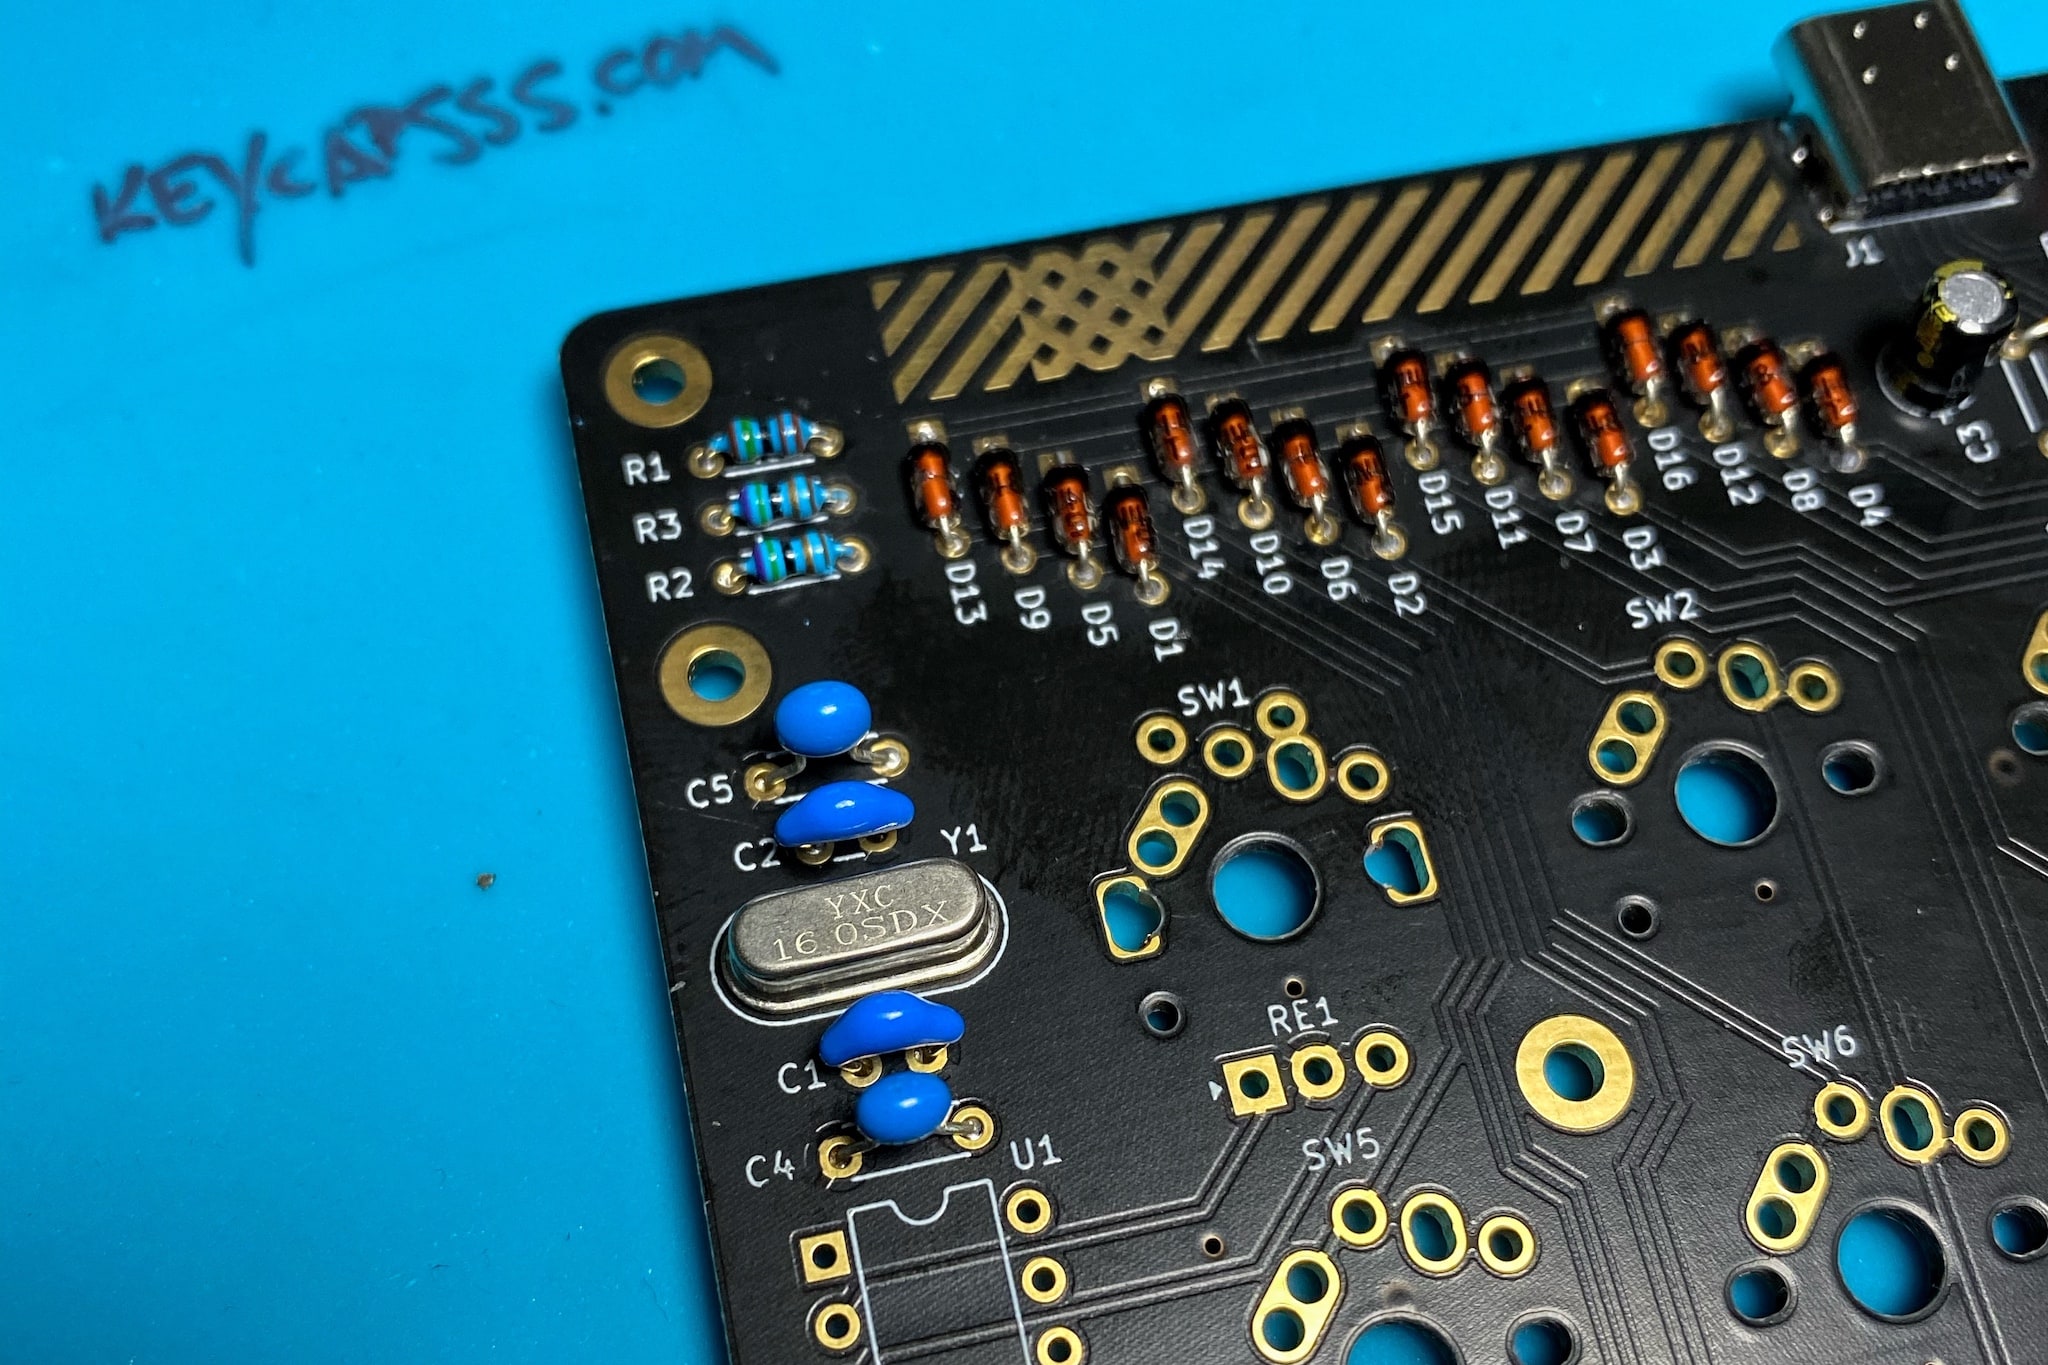 KEYCAPSSS.COM
J1
C3
R1
R3
R2
D13
D9
D5
D1
D14
D10
D6
D2
D15
D11
D7
D3
D16
D12
D8
D4
SW2
SW1
C5
C2
Y1
YXC
16.0SDX
RE1
C1
SW6
C4
U1
SW5